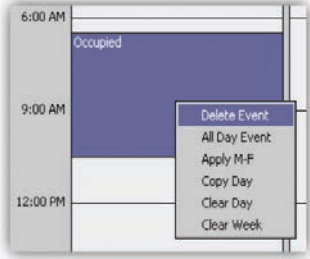 6:00 AM
Occupied
9:00 AM
Delete Event
All Day Event
Apply M-F
Copy Day
Clear Day
12:00 PM
Clear Week